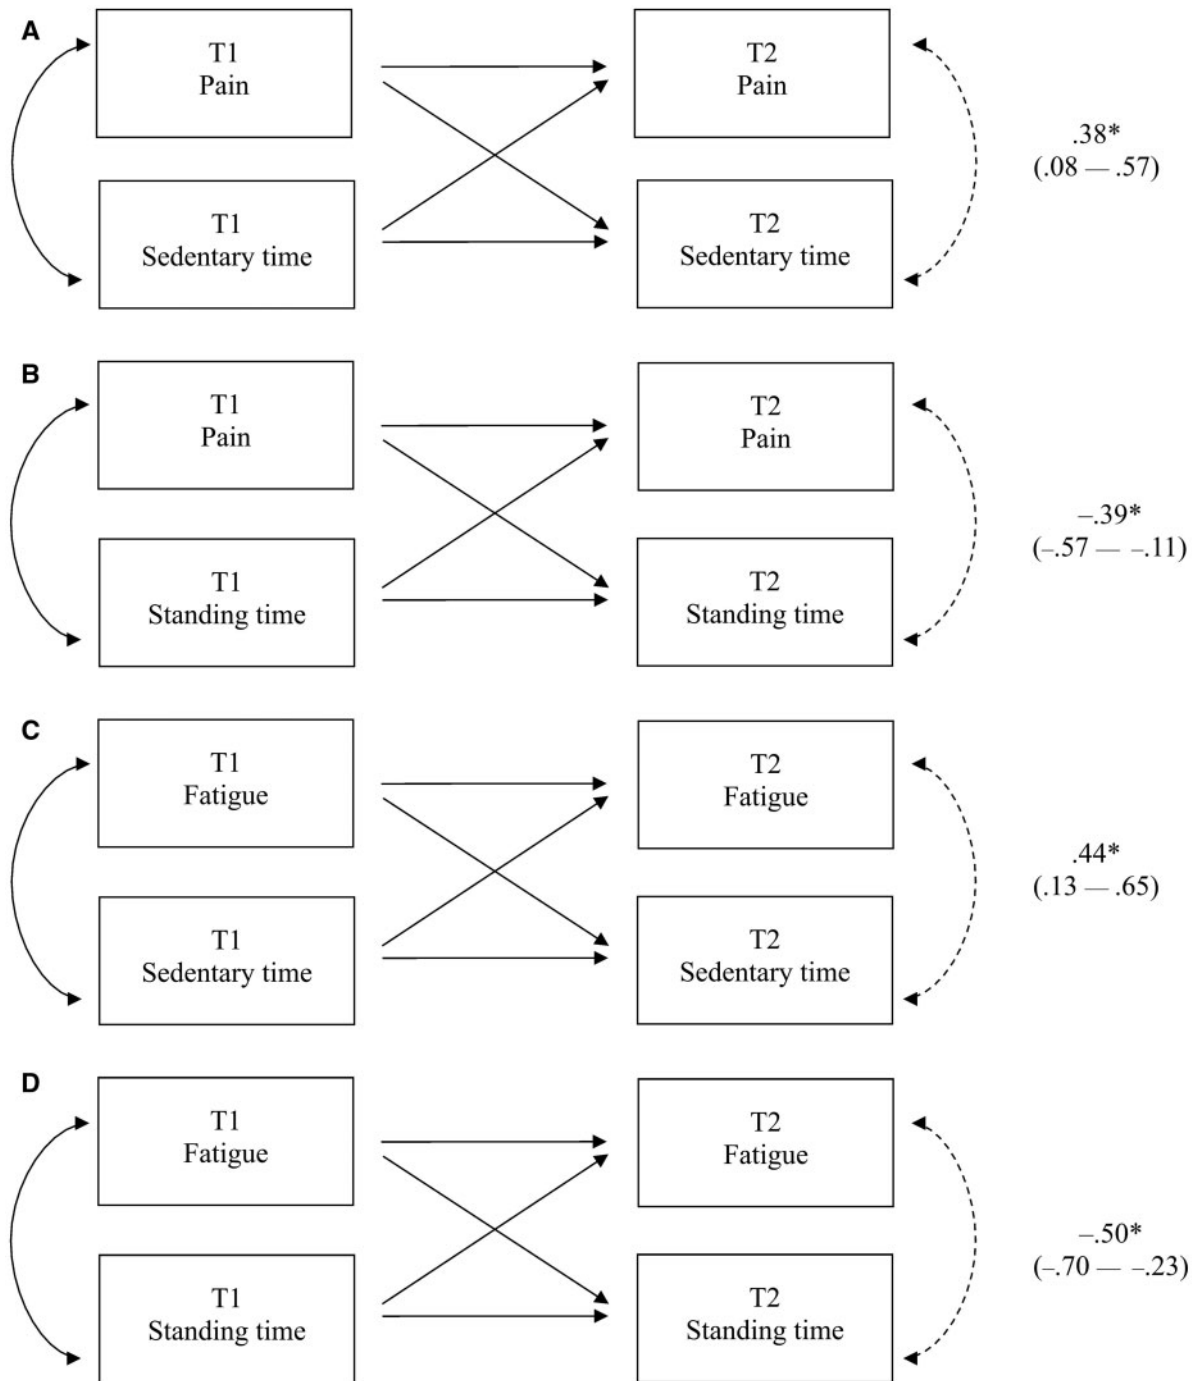 A
T1
Pain
T2
Pain
T1
Sedentary time
T2
Sedentary time
.38*
(.08 — .57)
B
T1
Pain
T2
Pain
T1
Standing time
T2
Standing time
–.39*
(–.57 — –.11)
C
T1
Fatigue
T2
Fatigue
T1
Sedentary time
T2
Sedentary time
.44*
(.13 — .65)
D
T1
Fatigue
T2
Fatigue
T1
Standing time
T2
Standing time
–.50*
(–.70 — –.23)